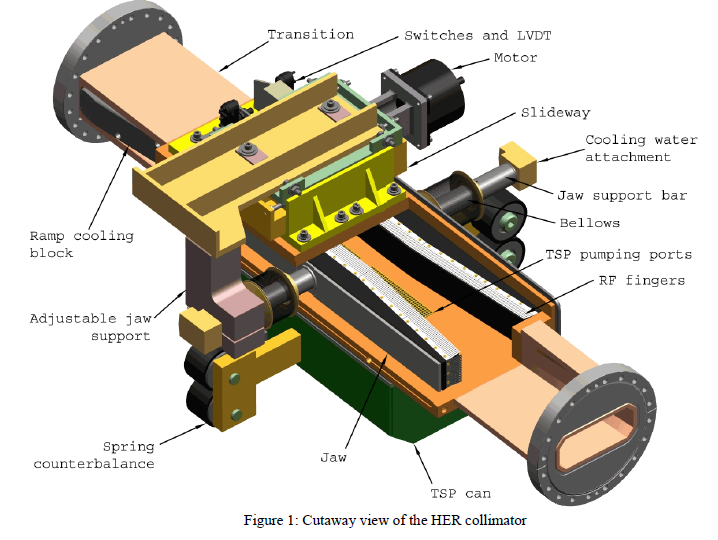 Transition
Switches and LVDT
Motor
Slideway
Cooling water
attachment
Jaw support bar
Bellows
TSP pumping ports
RF fingers
Ramp cooling
block
Adjustable jaw
support
Spring
counterbalance
Jaw
TSP can
Figure 1: Cutaway view of the HER collimator